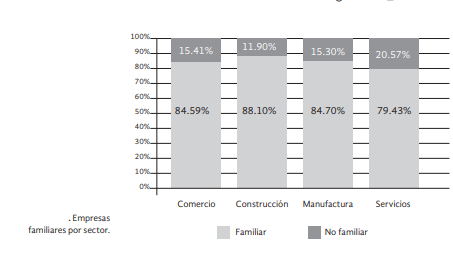 100%
90%
80%
70%
60%
50%
40%
30%
20%
10%
0%
15.41% 11.90% 15.30% 20.57%
84.59% 88.10% 84.70% 79.43%
Comercio Construcción Manufactura Servicios
. Empresas
familiares por sector.
Familiar No familiar